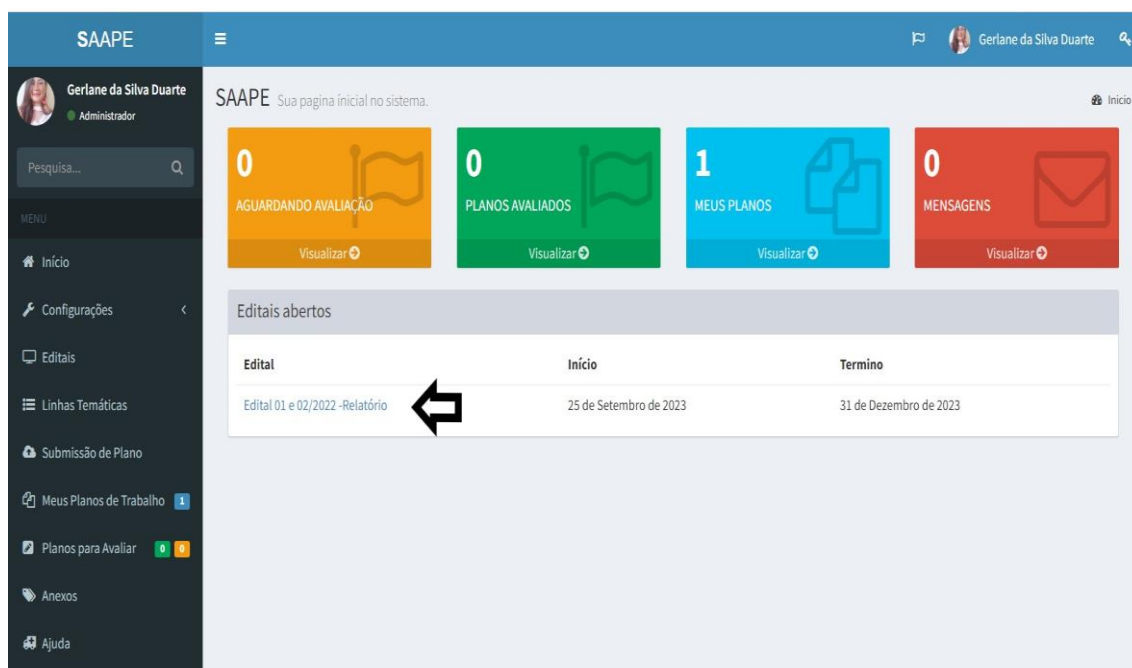 SAAPE
Gerlane da Silva Duarte
Gerlane da Silva Duarte
Administrador
Pesquisa...
MENU
Início
Configurações
Editais
Linhas Temáticas
Submissão de Plano
Meus Planos de Trabalho 1
Planos para Avaliar 0 0
Anexos
Ajuda
SAAPE Sua pagina inicial no sistema.
Inicio
0
AGUARDANDO AVALIAÇÃO
Visualizar
0
PLANOS AVALIADOS
Visualizar
1
MEUS PLANOS
Visualizar
0
MENSAGENS
Visualizar
Editais abertos
Edital Início Termino
Edital 01 e 02/2022 -Relatório 25 de Setembro de 2023 31 de Dezembro de 2023